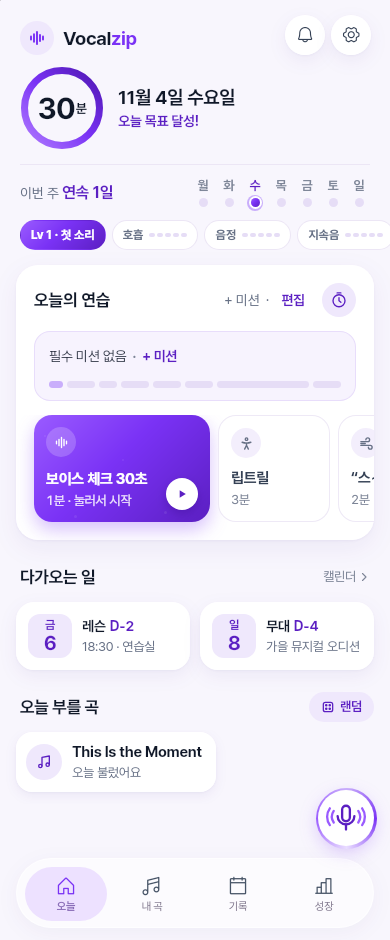 Vocalzip
30분
11월 4일 수요일
오늘 목표 달성!
이번 주 연속 1일
월 화 수 목 금 토 일
Lv 1 · 첫 소리
호흡
음정
지속음
오늘의 연습
+ 미션 · 편집
필수 미션 없음 · + 미션
보이스 체크 30초
1분 · 눌러서 시작
립트릴
3분
“스
2분
다가오는 일
캘린더
금
6
레슨 D-2
18:30 · 연습실
일
8
무대 D-4
가을 뮤지컬 오디션
오늘 부를 곡
랜덤
This Is the Moment
오늘 불렀어요
오늘
내 곡
기록
성장